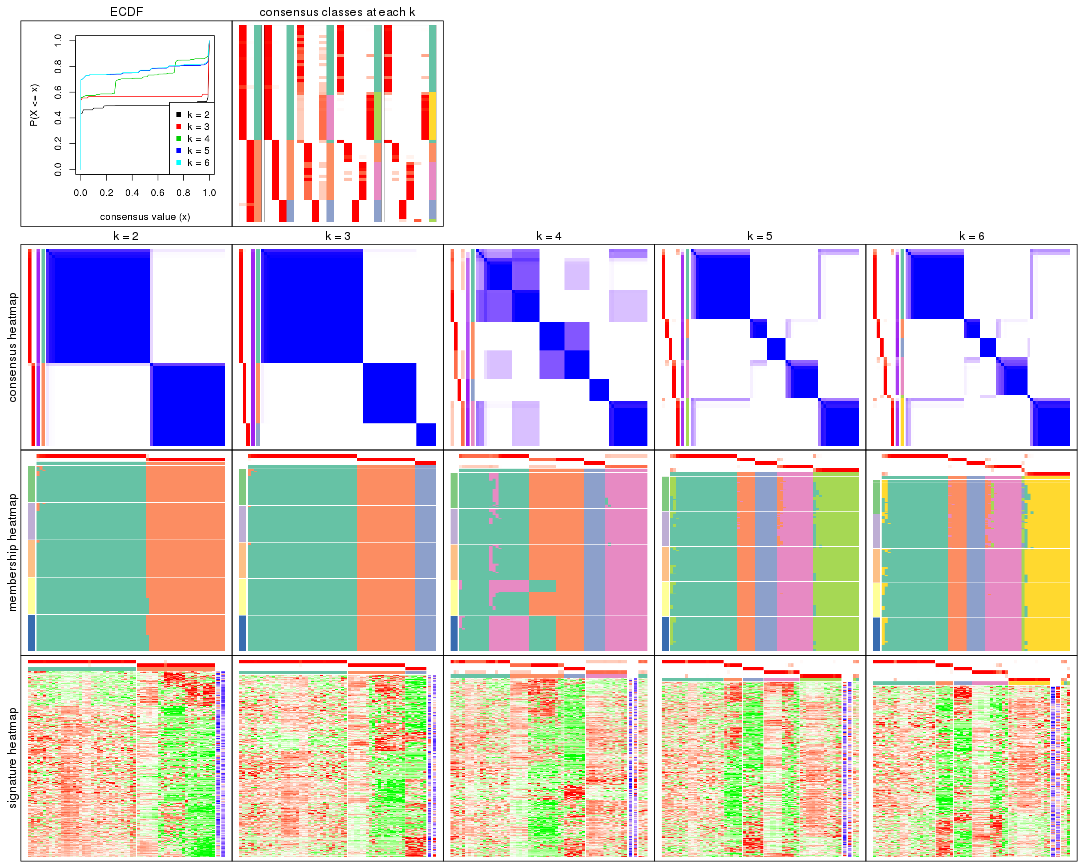 ECDF
consensus classes at each k
P(X <= x)
0.0 0.2 0.4 0.6 0.8 1.0
k = 2
k = 3
k = 4
k = 5
k = 6
0.0 0.2 0.4 0.6 0.8 1.0
consensus value (x)
k = 2
k = 3
k = 4
k = 5
k = 6
consensus heatmap
membership heatmap
signature heatmap